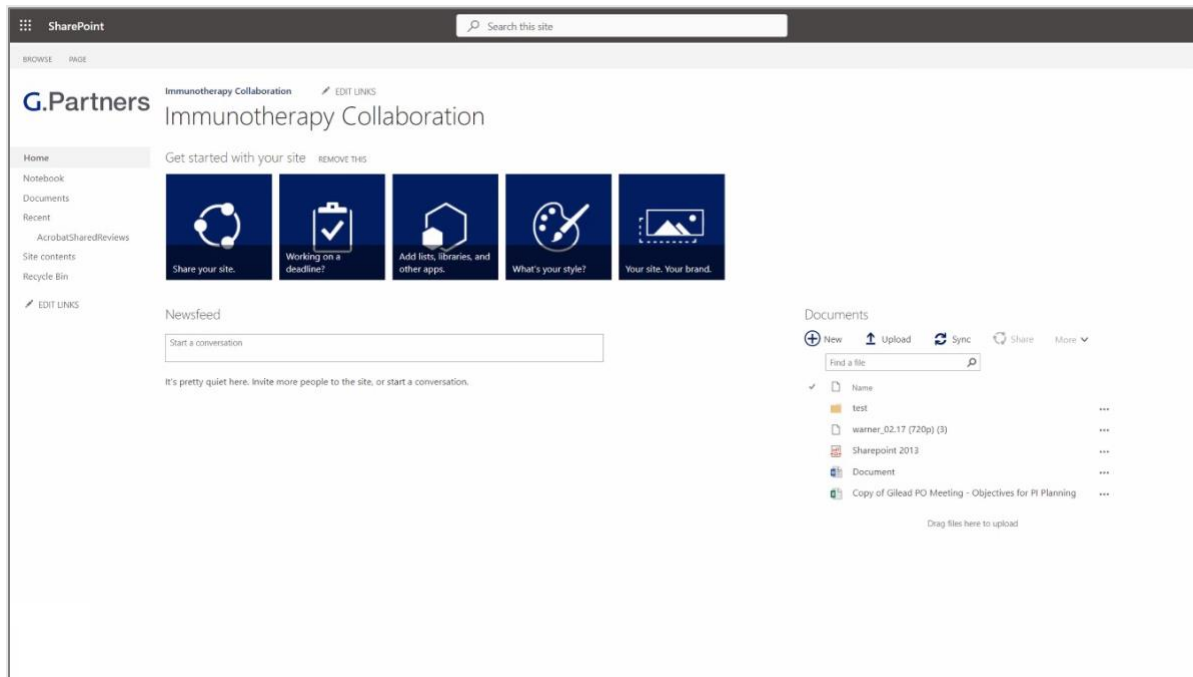 SharePoint
Search this site
BROWSE PAGE
G.Partners
Immunotherapy Collaboration EDIT LINKS
Immunotherapy Collaboration
Home
Notebook
Documents
Recent
AcrobatSharedReviews
Site contents
Recycle Bin
EDIT LINKS
Get started with your site REMOVE THIS
Share your site.
Working on a
deadline?
Add lists, libraries, and
other apps.
What's your style?
Your site. Your brand.
Newsfeed
Start a conversation
It's pretty quiet here. Invite more people to the site, or start a conversation.
Documents
New Upload Sync Share More
Find a file
Name
test
warner_02.17 (720p) (3)
Sharepoint 2013
Document
Copy of Gilead PO Meeting - Objectives for PI Planning
Drag files here to upload